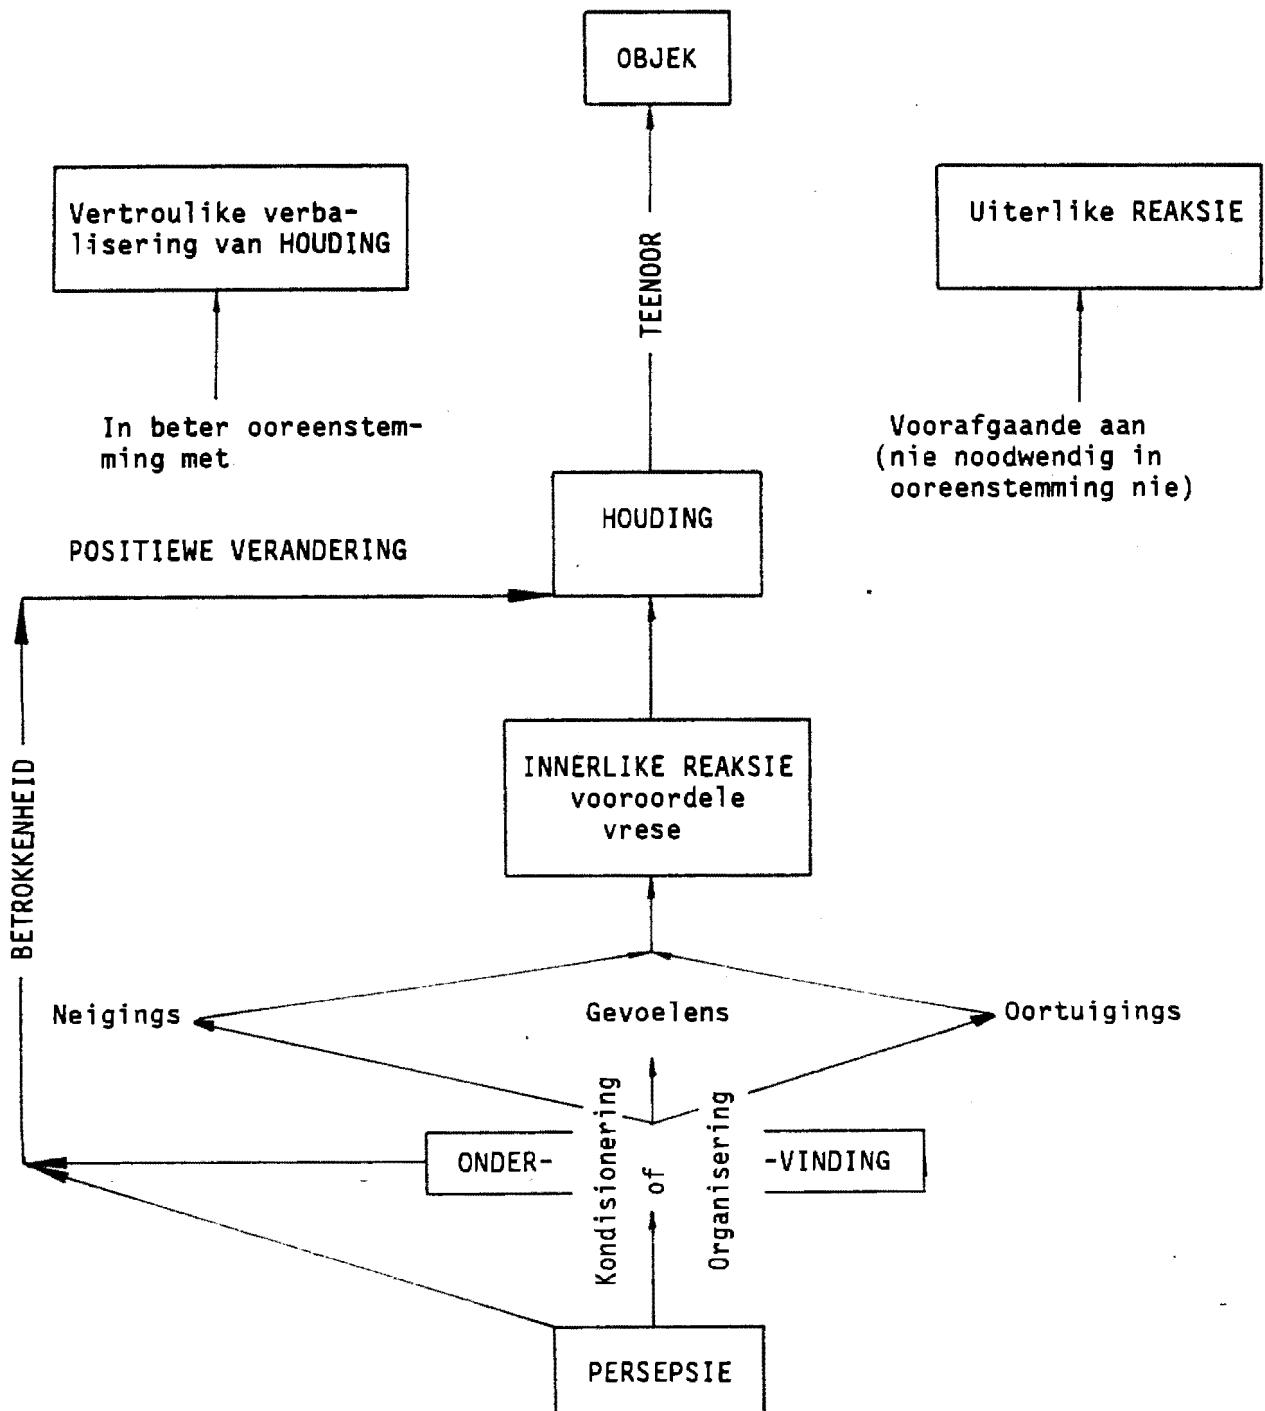 OBJEK
Vertroulike verba-
lisering van HOUDING
Uiterlike REAKSIE
TEENOOR
In beter ooreenstem-
ming met
Voorafgaande aan
(nie noodwendig in
ooreenstemming nie)
HOUDING
POSITIEWE VERANDERING
INNERLIKE REAKSIE
vooroordele
vrese
BETROKKENHEID
Neigings
Gevoelens
Oortuigings
ONDER-
Kondisionering
of
Organisering
-VINDING
PERSEPSIE